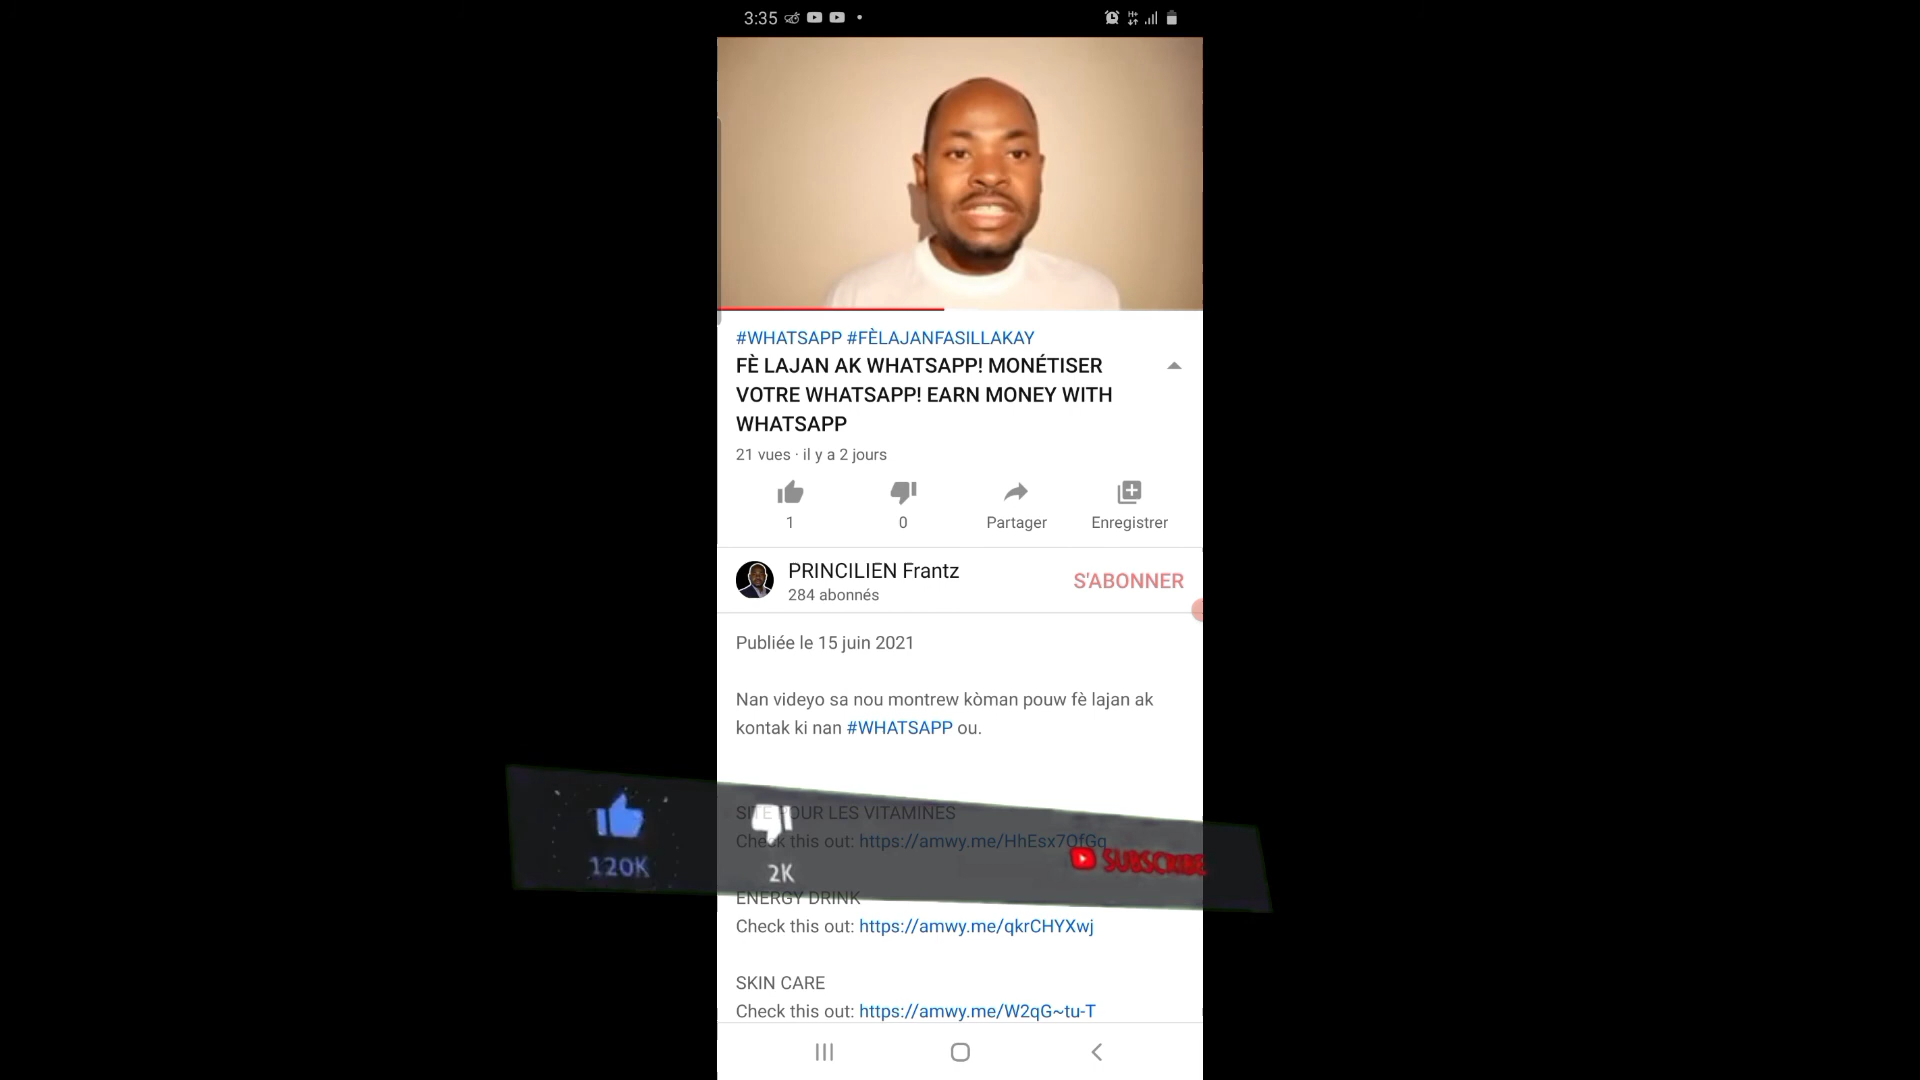 3:35
#WHATSAPP #FÈLAJANFASILLAKAY
FÈ LAJAN AK WHATSAPP! MONÉTISER
VOTRE WHATSAPP! EARN MONEY WITH
WHATSAPP
21 vues · il y a 2 jours
1
0
Partager
Enregistrer
PRINCILIEN Frantz
284 abonnés
S'ABONNER
Publiée le 15 juin 2021
Nan videyo sa nou montrew kòman pouw fè lajan ak
kontak ki nan #WHATSAPP ou.
SITE POUR LES VITAMINES
Check this out: https://amwy.me/HhEsx7QfGq
120K
2K
SUBSCRIBE
ENERGY DRINK
Check this out: https://amwy.me/qkrCHYXwj
SKIN CARE
Check this out: https://amwy.me/W2qG~tu-T